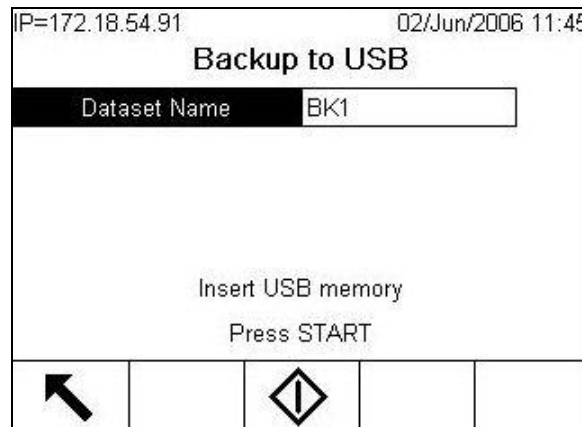 IP=172.18.54.91 02/Jun/2006 11:45
Backup to USB
Dataset Name BK1
Insert USB memory
Press START